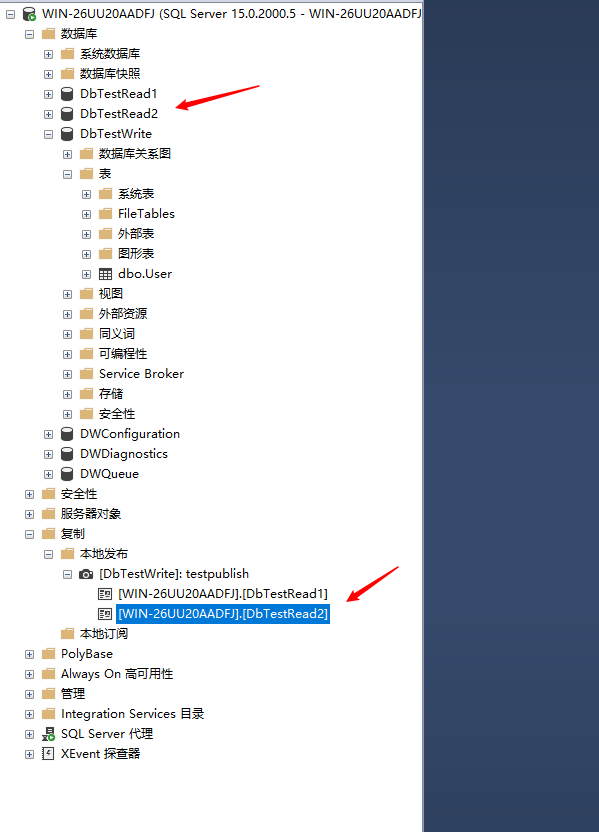 WIN-26UU20AADFJ (SQL Server 15.0.2000.5 - WIN-26UU20AADFJ
数据库
系统数据库
数据库快照
DbTestRead1
DbTestRead2
DbTestWrite
数据库关系图
表
系统表
FileTables
外部表
图形表
dbo.User
视图
外部资源
同义词
可编程性
Service Broker
存储
安全性
DWConfiguration
DWDiagnostics
DWQueue
安全性
服务器对象
复制
本地发布
[DbTestWrite]: testpublish
[WIN-26UU20AADFJ].[DbTestRead1]
[WIN-26UU20AADFJ].[DbTestRead2]
本地订阅
PolyBase
Always On 高可用性
管理
Integration Services 目录
SQL Server 代理
XEvent 探查器